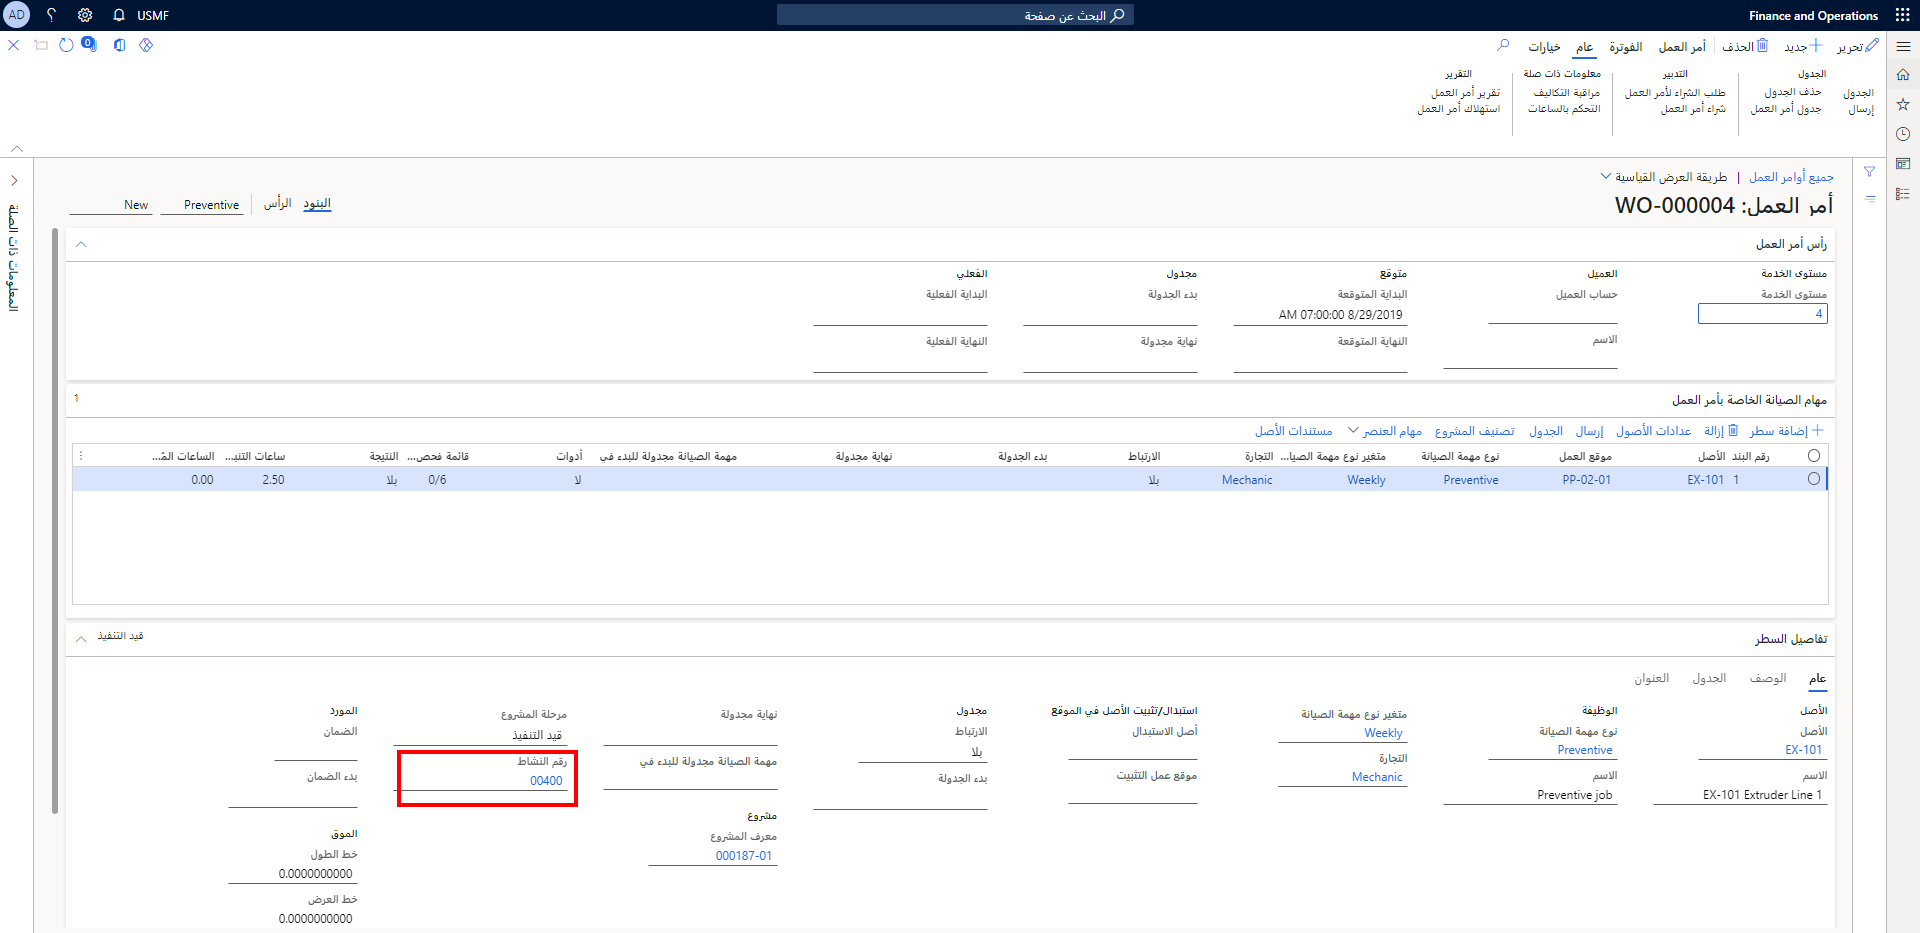 Finance and Operations
البحث عن صفحة
USMF
AD
تحرير
جديد
الحذف
أمر العمل
الفوترة
عام
خيارات
0
الجدول
إرسال
الجدول
حذف الجدول
جدول أمر العمل
التدبير
طلب الشراء لأمر العمل
شراء أمر العمل
معلومات ذات صلة
مراقبة التكاليف
التحكم بالساعات
التقرير
تقرير أمر العمل
استهلاك أمر العمل
جميع أوامر العمل | طريقة العرض القياسية
أمر العمل: WO-000004
البنود
الرأس
Preventive
New
المعلومات ذات الصلة
رأس أمر العمل
مستوى الخدمة
مستوى الخدمة
4
العميل
حساب العميل
الاسم
متوقع
البداية المتوقعة
8/29/2019 07:00:00 AM
النهاية المتوقعة
مجدول
بدء الجدولة
نهاية مجدولة
الفعلي
البداية الفعلية
النهاية الفعلية
مهام الصيانة الخاصة بأمر العمل
1
إضافة سطر
إزالة
عدادات الأصول
إرسال
الجدول
تصنيف المشروع
مهام العنصر
مستندات الأصل
رقم البند الأصل موقع العمل نوع مهمة الصيانة متغير نوع مهمة الصيا... التجارة الارتباط بدء الجدولة نهاية مجدولة مهمة الصيانة مجدولة للبدء في أدوات قائمة فحص... النتيجة ساعات التنب... الساعات الف...
1 EX-101 PP-02-01 Preventive Weekly Mechanic بلا لا 0/6 بلا 2.50 0.00
تفاصيل السطر
قيد التنفيذ
عام
الوصف
الجدول
العنوان
الأصل
الأصل
EX-101
الاسم
EX-101 Extruder Line 1
الوظيفة
نوع مهمة الصيانة
Preventive
الاسم
Preventive job
متغير نوع مهمة الصيانة
Weekly
التجارة
Mechanic
استبدال/تثبيت الأصل في الموقع
أصل الاستبدال
موقع عمل التثبيت
مجدول
الارتباط
بلا
بدء الجدولة
نهاية مجدولة
مهمة الصيانة مجدولة للبدء في
مشروع
معرف المشروع
000187-01
مرحلة المشروع
قيد التنفيذ
رقم النشاط
00400
المورد
الضمان
بدء الضمان
الموق
خط الطول
0.0000000000
خط العرض
0.0000000000